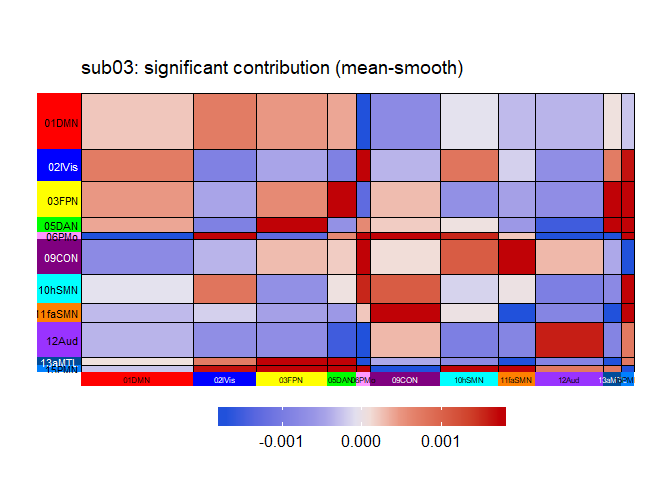 sub03: significant contribution (mean-smooth)
01DMN
02lVis
03FPN
05DAN
06PMo
09CON
10hSMN
11faSMN
12Aud
13aMTL
15PMN
01DMN 02lVis 03FPN 05DAN 06PMo 09CON 10hSMN 11faSMN 12Aud 13aMTL
-0.001 0.000 0.001